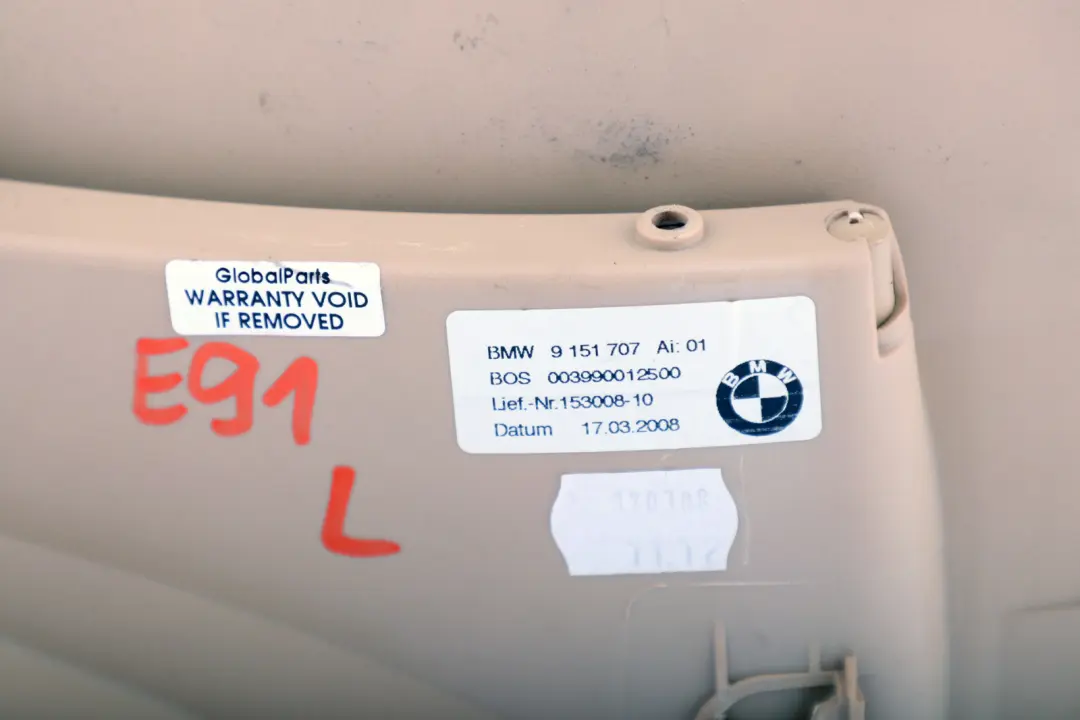 GlobalParts
WARRANTY VOID
IF REMOVED
E91
L
BMW 9 151 707 Ai: 01
BOS 003990012500
Lief.-Nr.153008-10
Datum 17.03.2008
BMW